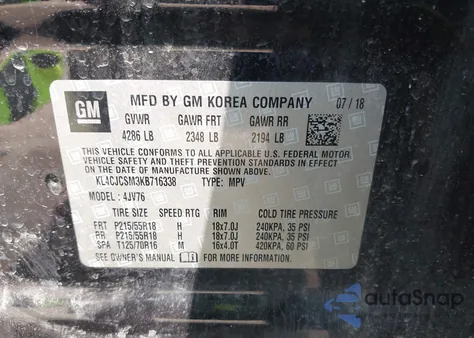 GM
MFD BY GM KOREA COMPANY 07/18
GVWR GAWR FRT GAWR RR
4286 LB 2348 LB 2194 LB
THIS VEHICLE CONFORMS TO ALL APPLICABLE U.S. FEDERAL MOTOR
VEHICLE SAFETY, BUMPER, AND THEFT PREVENTION STANDARDS
IN EFFECT ON THE DATE OF MANUFACTURE SHOWN ABOVE.
KL4CJCSM3KB716338 TYPE: MPV
MODEL: 4JV76
TIRE SIZE SPEED RTG RIM COLD TIRE PRESSURE
FRT P215/55R18 H 18x7.0J 240KPA, 35 PSI
RR P215/55R18 H 18x7.0J 240KPA, 35 PSI
SPA T125/70R16 M 16x4.0T 420KPA, 60 PSI
SEE OWNER'S MANUAL FOR MORE INFORMATION.
autoSnap